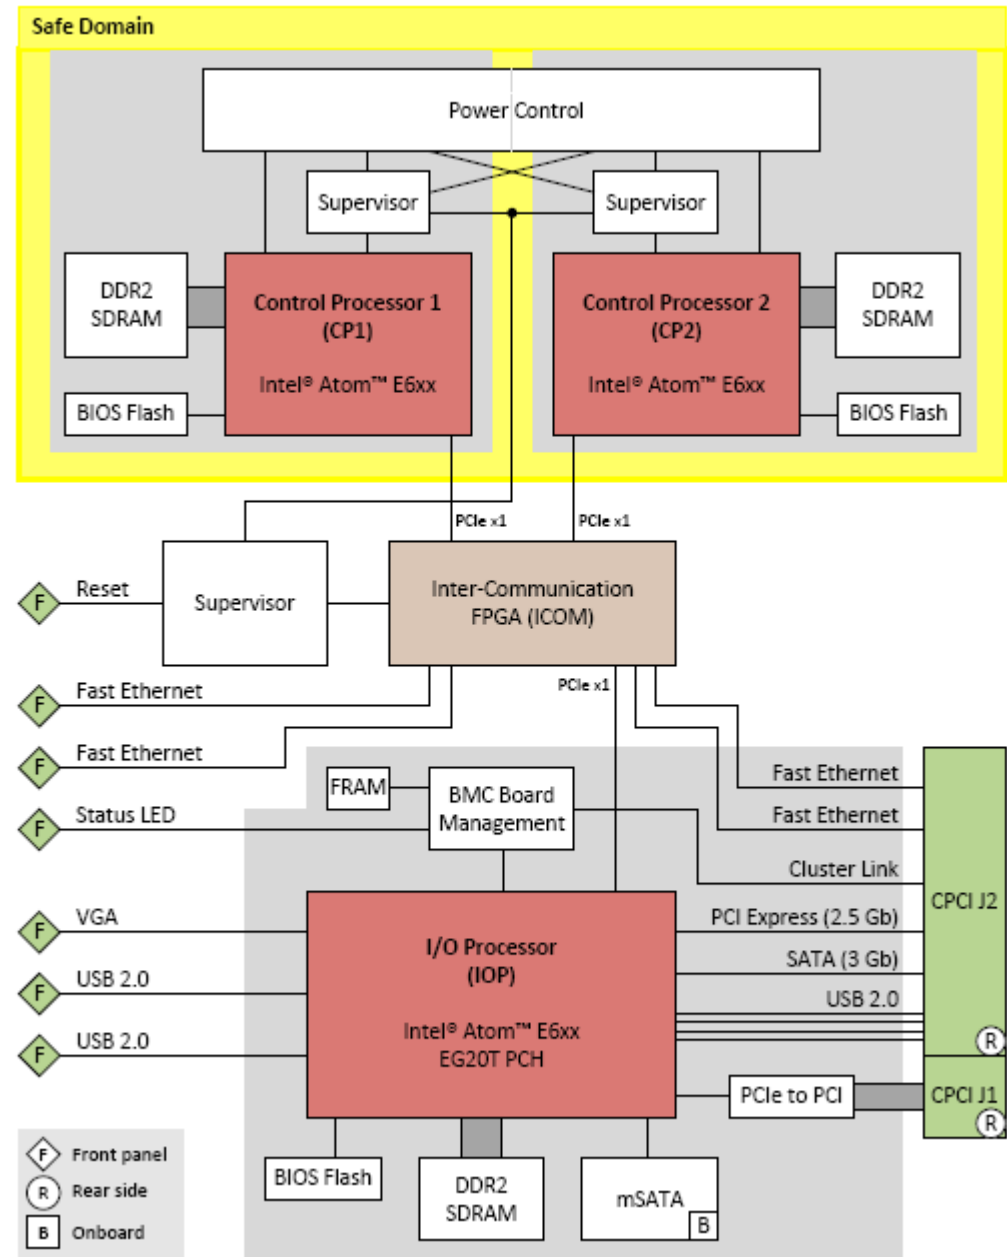 Safe Domain
Power Control
Supervisor
Supervisor
DDR2
SDRAM
Control Processor 1
(CP1)
Intel® Atom™ E6xx
BIOS Flash
Control Processor 2
(CP2)
Intel® Atom™ E6xx
DDR2
SDRAM
BIOS Flash
PCIe x1
PCIe x1
F
Reset
Supervisor
Inter-Communication
FPGA (ICOM)
PCIe x1
F
Fast Ethernet
F
Fast Ethernet
F
Status LED
FRAM
BMC Board
Management
Fast Ethernet
Fast Ethernet
Cluster Link
PCI Express (2.5 Gb)
SATA (3 Gb)
USB 2.0
CPCI J2
R
F
VGA
F
USB 2.0
F
USB 2.0
I/O Processor
(IOP)
Intel® Atom™ E6xx
EG20T PCH
PCIe to PCI
CPCI J1
R
BIOS Flash
DDR2
SDRAM
mSATA
B
F Front panel
R Rear side
B Onboard